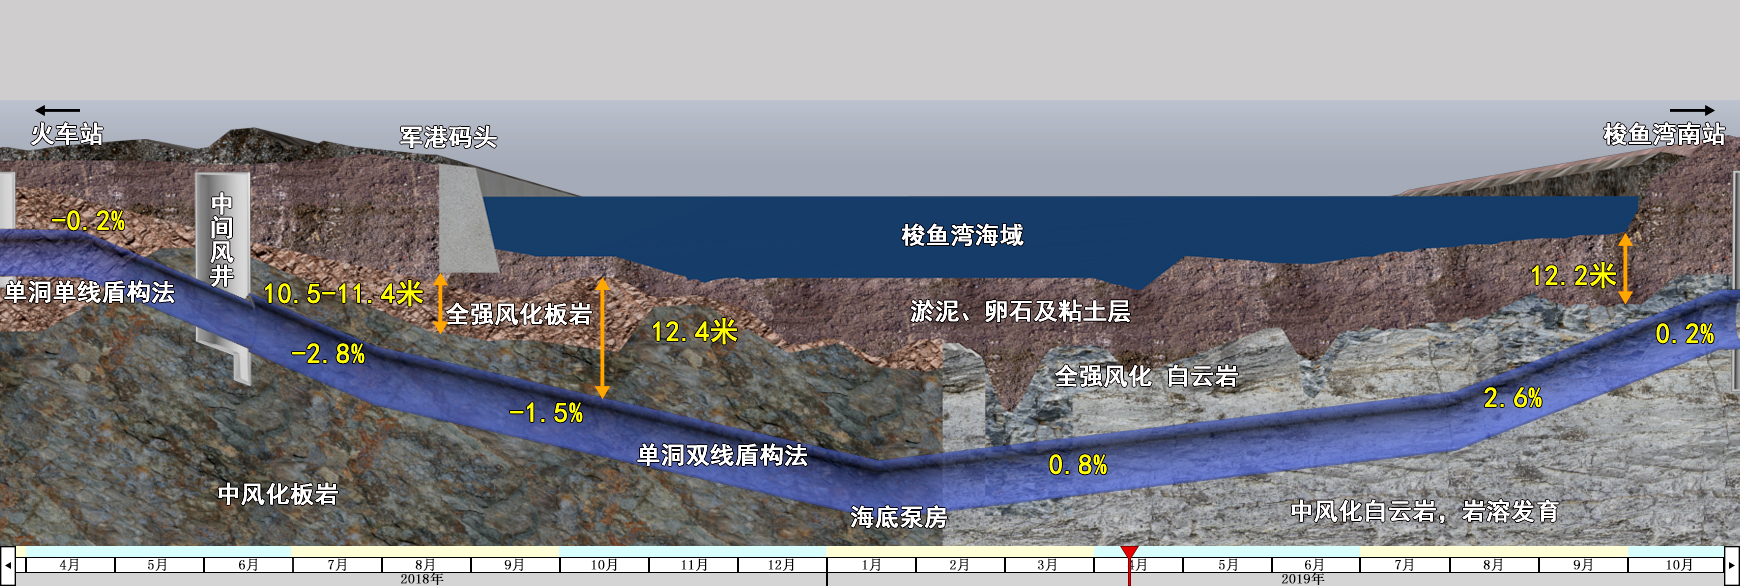 火车站
军港码头
梭鱼湾南站
中间风井
-0.2%
梭鱼湾海域
单洞单线盾构法
10.5-11.4米
12.2米
全强风化板岩
淤泥、卵石及粘土层
12.4米
0.2%
-2.8%
全强风化 白云岩
-1.5%
2.6%
单洞双线盾构法
0.8%
中风化板岩
海底泵房
中风化白云岩，岩溶发育
4月 5月 6月 7月 8月 9月 10月 11月 12月 1月 2月 3月 4月 5月 6月 7月 8月 9月 10月
2018年 2019年